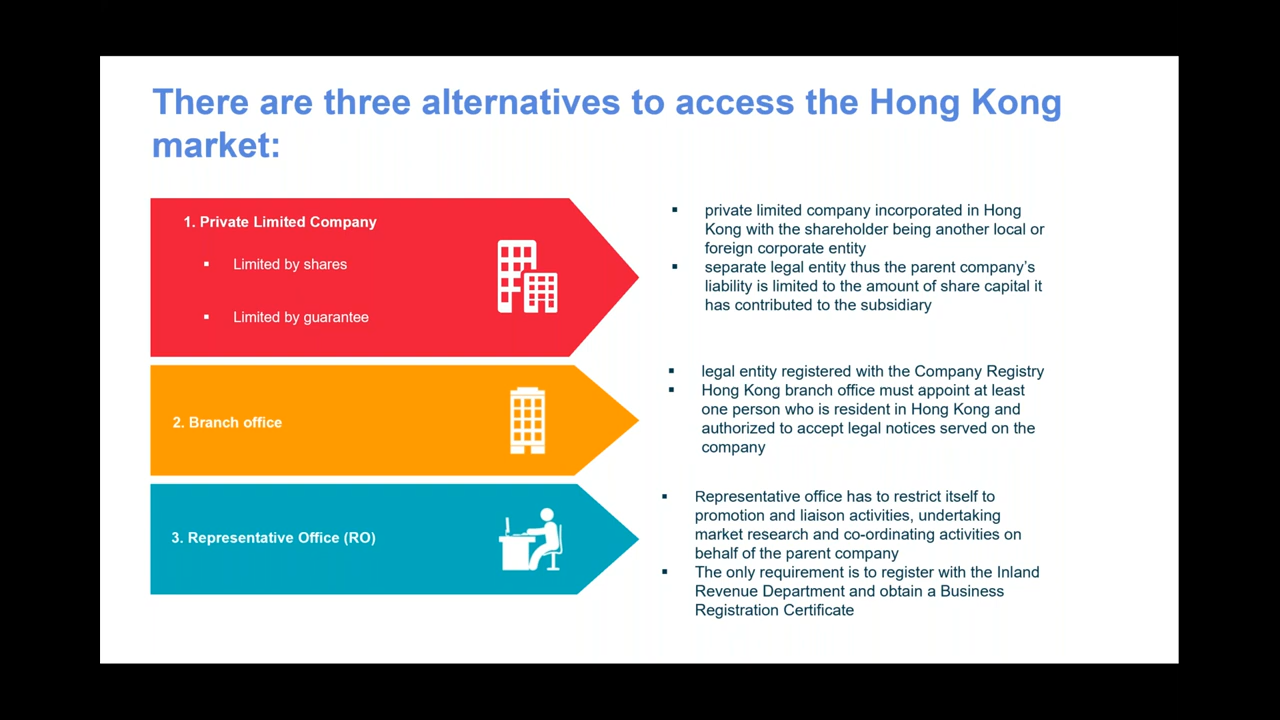 There are three alternatives to access the Hong Kong
market:
1. Private Limited Company
▪ Limited by shares
▪ Limited by guarantee
▪ private limited company incorporated in Hong
Kong with the shareholder being another local or
foreign corporate entity
▪ separate legal entity thus the parent company's
liability is limited to the amount of share capital it
has contributed to the subsidiary
2. Branch office
▪ legal entity registered with the Company Registry
▪ Hong Kong branch office must appoint at least
one person who is resident in Hong Kong and
authorized to accept legal notices served on the
company
3. Representative Office (RO)
▪ Representative office has to restrict itself to
promotion and liaison activities, undertaking
market research and co-ordinating activities on
behalf of the parent company
▪ The only requirement is to register with the Inland
Revenue Department and obtain a Business
Registration Certificate